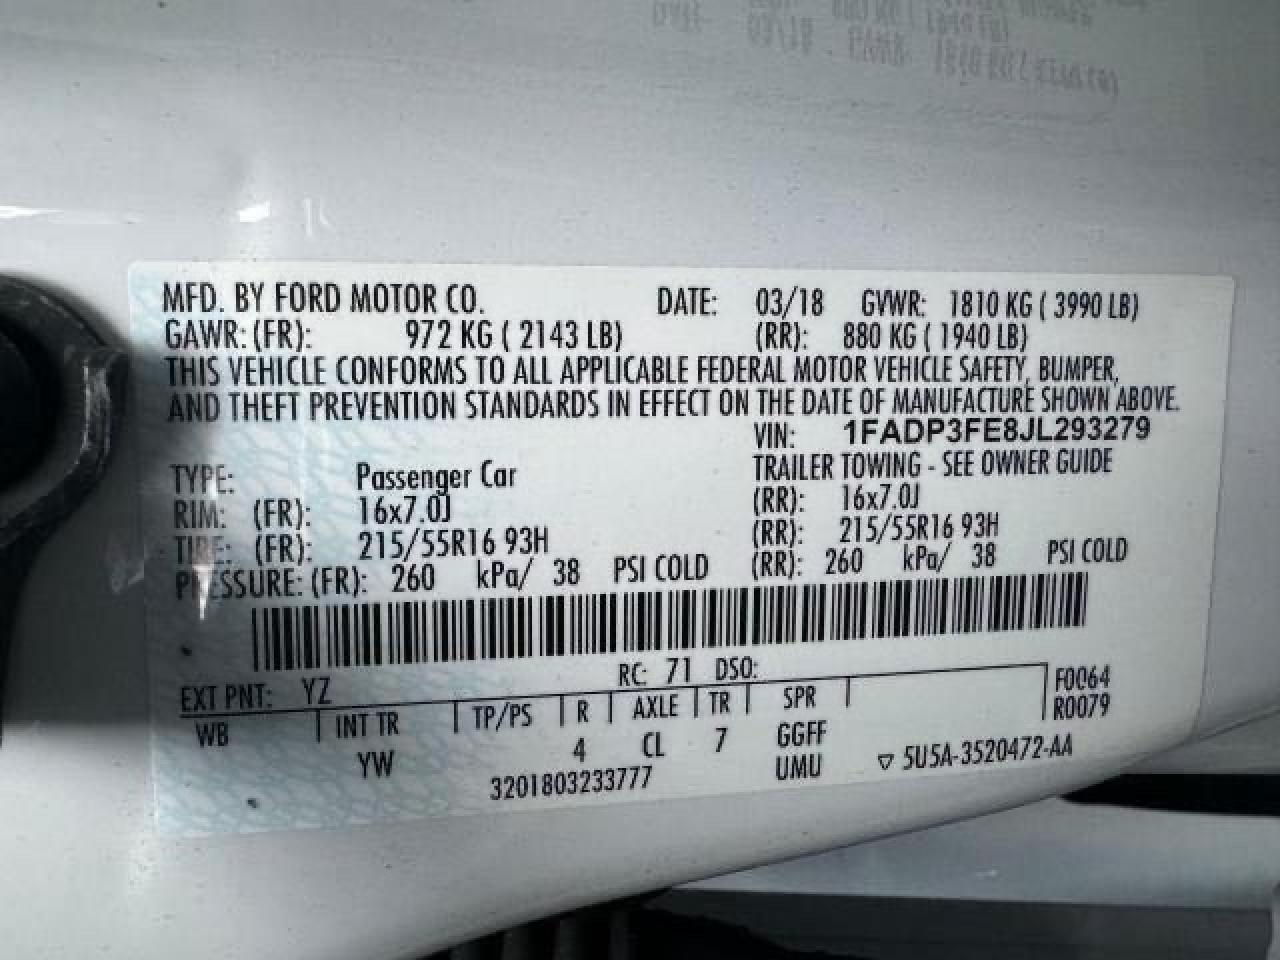 MFD. BY FORD MOTOR CO. DATE: 03/18 GVWR: 1810 KG ( 3990 LB)
GAWR: (FR): 972 KG ( 2143 LB) (RR): 880 KG ( 1940 LB)
THIS VEHICLE CONFORMS TO ALL APPLICABLE FEDERAL MOTOR VEHICLE SAFETY, BUMPER,
AND THEFT PREVENTION STANDARDS IN EFFECT ON THE DATE OF MANUFACTURE SHOWN ABOVE.
VIN: 1FADP3FE8JL293279
TYPE: Passenger Car TRAILER TOWING - SEE OWNER GUIDE
RIM: (FR): 16x7.0J (RR): 16x7.0J
TIRE: (FR): 215/55R16 93H (RR): 215/55R16 93H
PRESSURE: (FR): 260 kPa/ 38 PSI COLD (RR): 260 kPa/ 38 PSI COLD
EXT PNT: YZ RC: 71 DSO: F0064
WB INT TR TP/PS R AXLE TR SPR R0079
YW 4 CL 7 GGFF
3201803233777 UMU ▽ 5U5A-3520472-AA